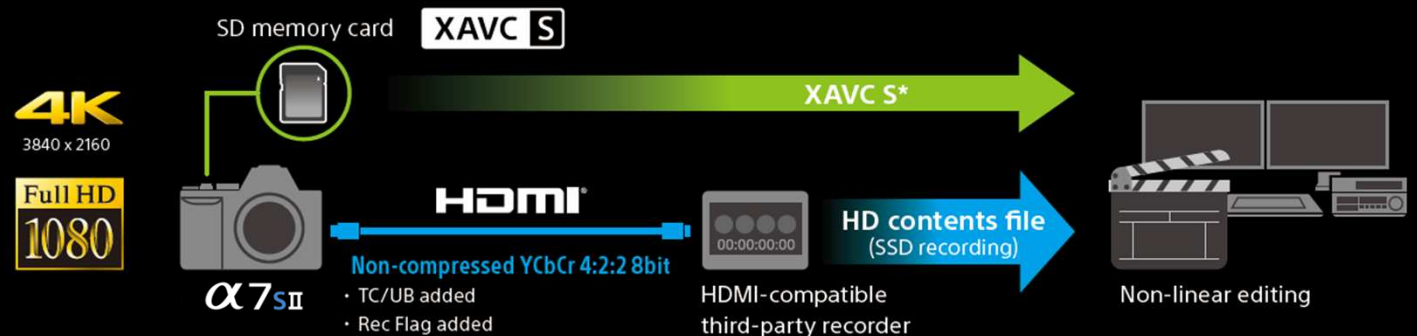 SD memory card
XAVC S
4K
3840 x 2160
XAVC S*
Full HD
1080
HDMI®
α7SII
Non-compressed YCbCr 4:2:2 8bit
・TC/UB added
・Rec Flag added
00:00:00:00
HDMI-compatible
third-party recorder
HD contents file
(SSD recording)
Non-linear editing